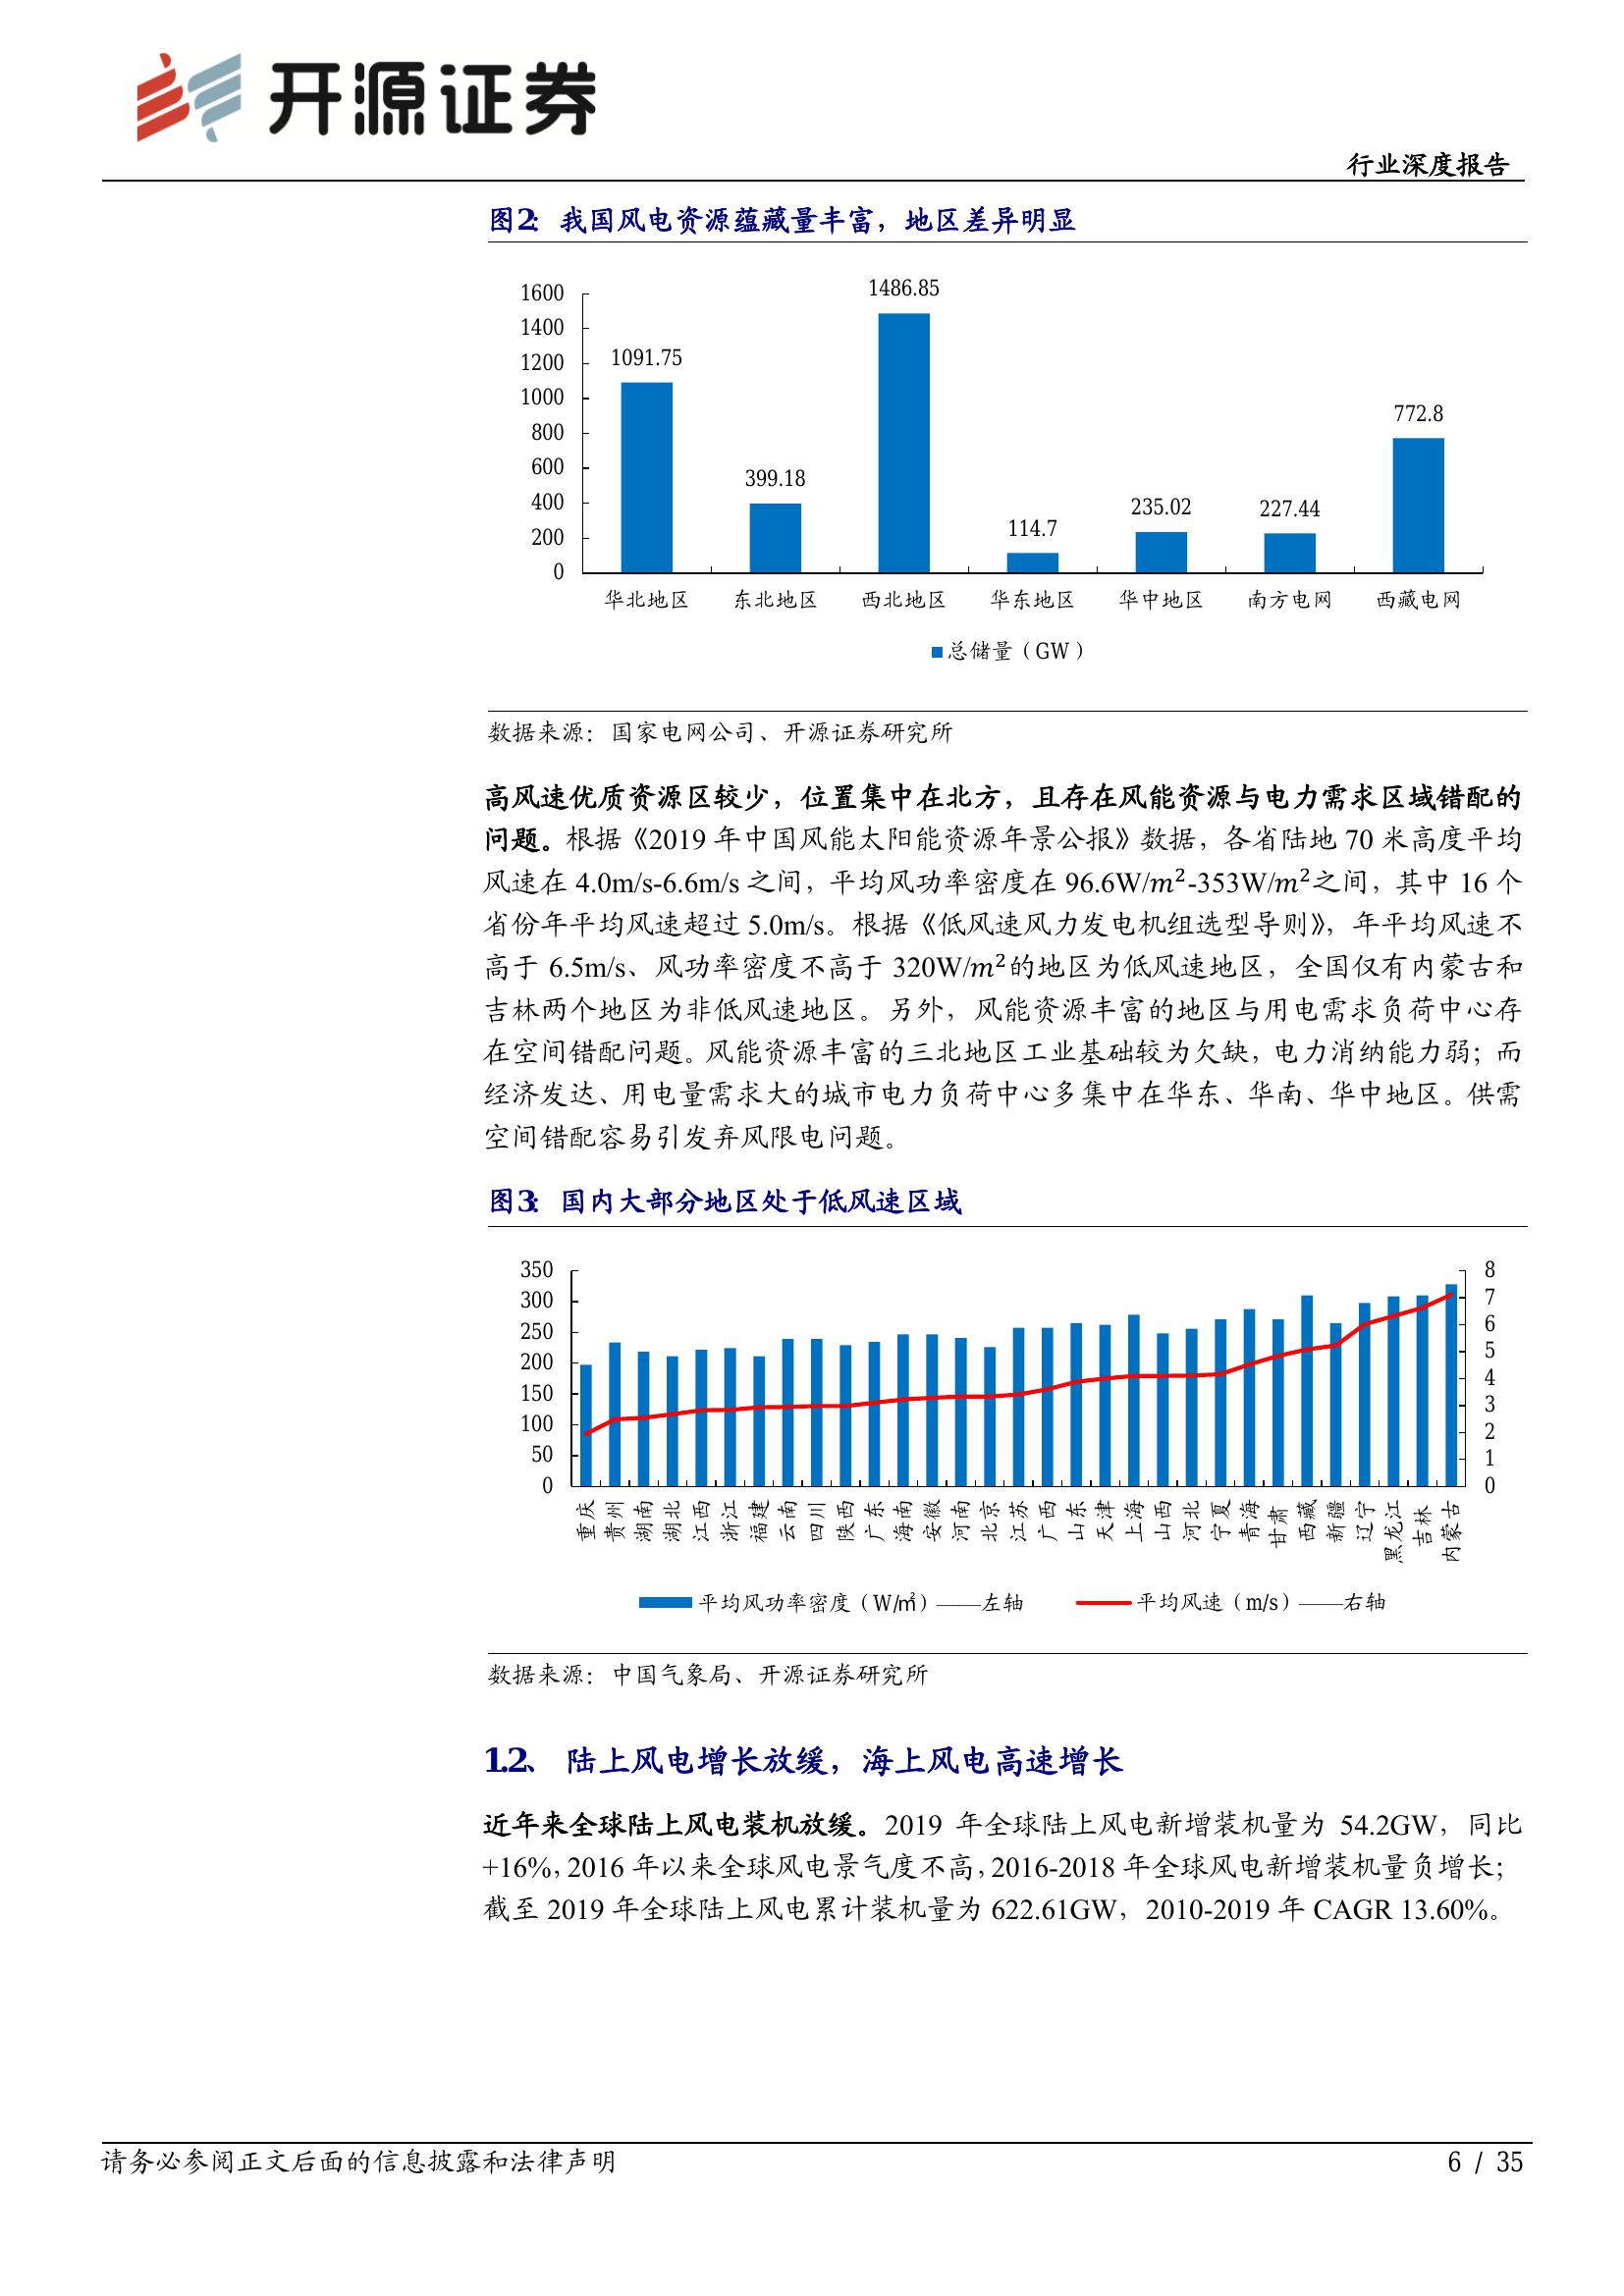 开源证券
行业深度报告
图2：我国风电资源蕴藏量丰富，地区差异明显
1600
1400
1200
1000
800
600
400
200
0
1091.75
399.18
1486.85
114.7
235.02
227.44
772.8
华北地区 东北地区 西北地区 华东地区 华中地区 南方电网 西藏电网
总储量（GW）
数据来源：国家电网公司、开源证券研究所
高风速优质资源区较少，位置集中在北方，且存在风能资源与电力需求区域错配的
问题。根据《2019 年中国风能太阳能资源年景公报》数据，各省陆地 70 米高度平均
风速在 4.0m/s-6.6m/s 之间，平均风功率密度在 96.6W/m²-353W/m²之间，其中 16 个
省份年平均风速超过 5.0m/s。根据《低风速风力发电机组选型导则》，年平均风速不
高于 6.5m/s、风功率密度不高于 320W/m²的地区为低风速地区，全国仅有内蒙古和
吉林两个地区为非低风速地区。另外，风能资源丰富的地区与用电需求负荷中心存
在空间错配问题。风能资源丰富的三北地区工业基础较为欠缺，电力消纳能力弱；而
经济发达、用电量需求大的城市电力负荷中心多集中在华东、华南、华中地区。供需
空间错配容易引发弃风限电问题。
图3：国内大部分地区处于低风速区域
350
300
250
200
150
100
50
0
8
7
6
5
4
3
2
1
0
重庆 贵州 湖南 湖北 江西 浙江 福建 云南 四川 陕西 广东 海南 安徽 河南 北京 江苏 广西 山东 天津 上海 山西 河北 宁夏 青海 甘肃 西藏 新疆 辽宁 黑龙江 吉林 内蒙古
平均风功率密度（W/㎡）——左轴 平均风速（m/s）——右轴
数据来源：中国气象局、开源证券研究所
1.2、 陆上风电增长放缓，海上风电高速增长
近年来全球陆上风电装机放缓。2019 年全球陆上风电新增装机量为 54.2GW，同比
+16%，2016 年以来全球风电景气度不高，2016-2018 年全球风电新增装机量负增长；
截至 2019 年全球陆上风电累计装机量为 622.61GW，2010-2019 年 CAGR 13.60%。
请务必参阅正文后面的信息披露和法律声明
6 / 35